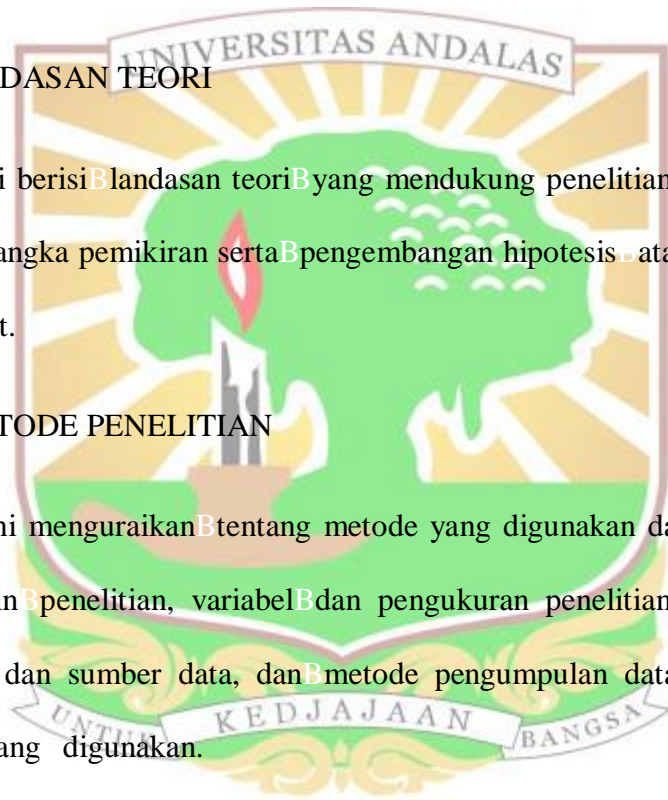 UNIVERSITAS ANDALAS
DASAN TEORI
i berisi landasan teori yang mendukung penelitian
angka pemikiran serta pengembangan hipotesis ata
t.
TODE PENELITIAN
ni menguraikan tentang metode yang digunakan da
n penelitian, variabel dan pengukuran penelitian
dan sumber data, dan metode pengumpulan data
ang digunakan.
UNTUK KEDJAJAAN BANGSA